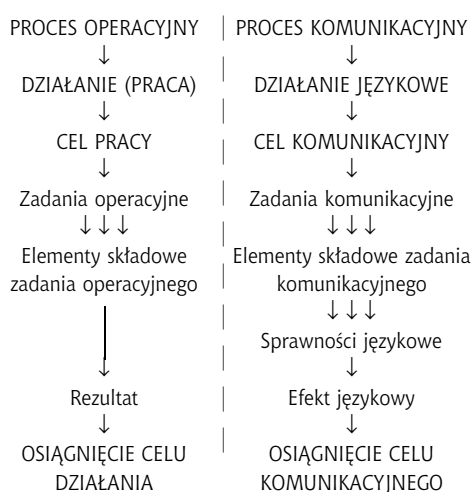 PROCES OPERACYJNY
↓
DZIAŁANIE (PRACA)
↓
CEL PRACY
↓
Zadania operacyjne
↓↓↓
Elementy składowe
zadania operacyjnego
↓
Rezultat
↓
OSIĄGNIĘCIE CELU
DZIAŁANIA
PROCES KOMUNIKACYJNY
↓
DZIAŁANIE JĘZYKOWE
↓
CEL KOMUNIKACYJNY
↓
Zadania komunikacyjne
↓↓↓
Elementy składowe zadania
komunikacyjnego
↓↓↓
Sprawności językowe
↓
Efekt językowy
↓
OSIĄGNIĘCIE CELU
KOMUNIKACYJNEGO